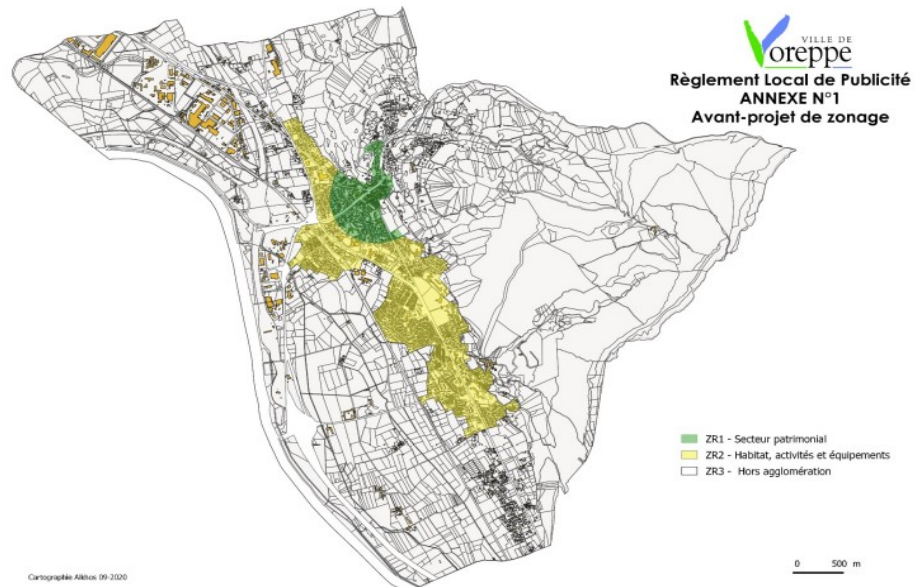 VILLE DE
Voreppe
Règlement Local de Publicité
ANNEXE N°1
Avant-projet de zonage
ZR1 - Secteur patrimonial
ZR2 - Habitat, activités et équipements
ZR3 - Hors agglomération
0 500 m
Cartographie Alkhos 09-2020